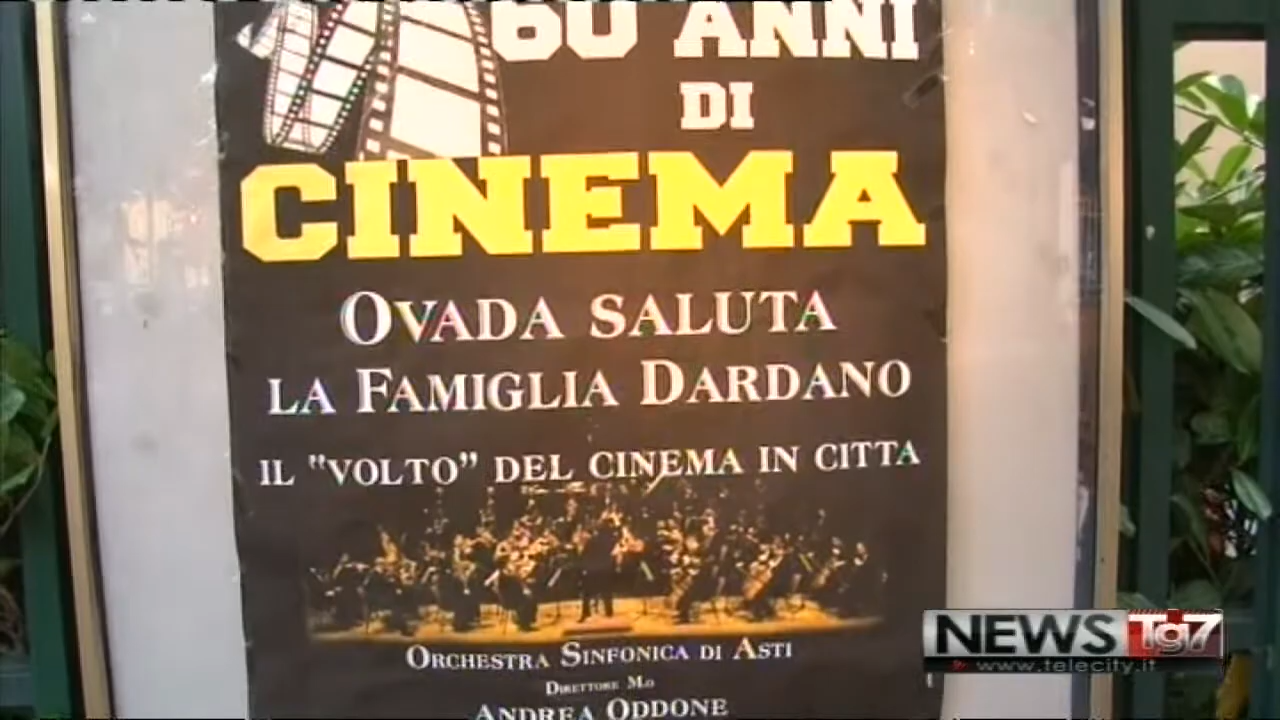 60 ANNI
DI
CINEMA
OVADA SALUTA
LA FAMIGLIA DARDANO
IL "VOLTO" DEL CINEMA IN CITTA
ORCHESTRA SINFONICA DI ASTI
DIRETTORE M.o
ANDREA ODDONE
NEWS Tg7
www.telecity.it